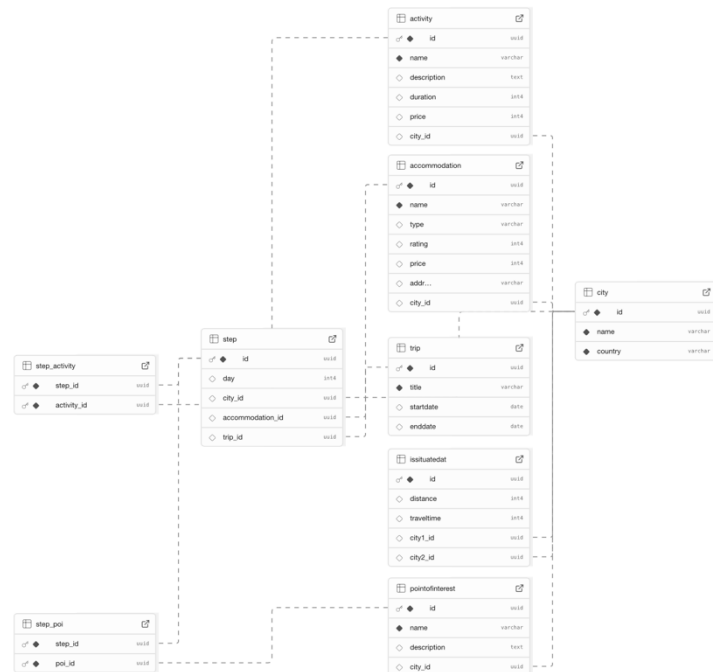 activity
id uuid
name varchar
description text
duration int4
price int4
city_id uuid
accommodation
id uuid
name varchar
type varchar
rating int4
price int4
addr... varchar
city_id uuid
city
id uuid
name varchar
country varchar
step
id uuid
day int4
city_id uuid
accommodation_id uuid
trip_id uuid
trip
id uuid
title varchar
startdate date
enddate date
step_activity
step_id uuid
activity_id uuid
issituatedat
id uuid
distance int4
traveltime int4
city1_id uuid
city2_id uuid
pointofinterest
id uuid
name varchar
description text
city_id uuid
step_poi
step_id uuid
poi_id uuid